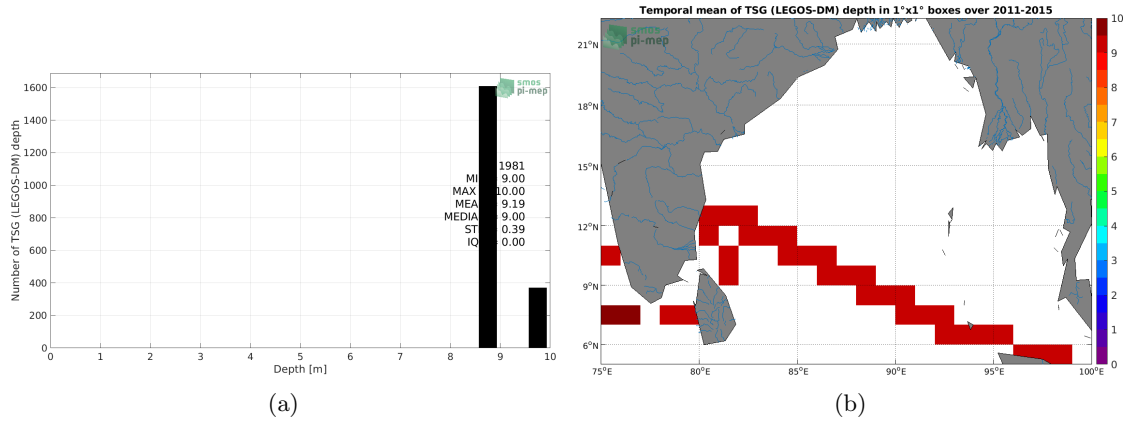 smos
pi-mep
1600
1400
1200
1000
800
600
400
200
0
Number of TSG (LEGOS-DM) depth
1981
MI 9.00
MAX 10.00
MEA 9.19
MEDIA 9.00
ST 0.39
IQ 0.00
0 1 2 3 4 5 6 7 8 9 10
Depth [m]
(a)
Temporal mean of TSG (LEGOS-DM) depth in 1°x1° boxes over 2011-2015
smos
pi-mep
21°N
18°N
15°N
12°N
9°N
6°N
75°E 80°E 85°E 90°E 95°E 100°E
10
9
8
7
6
5
4
3
2
1
0
(b)